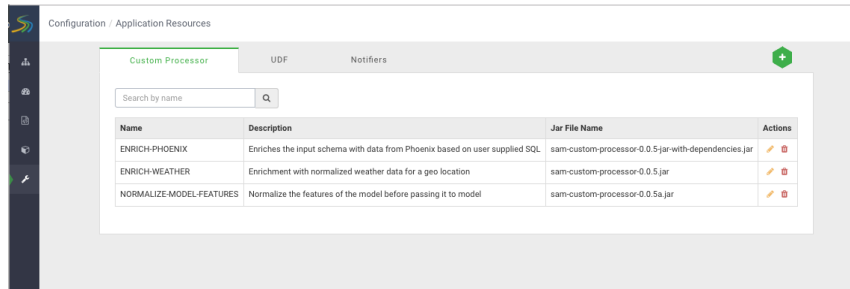 Configuration / Application Resources
Custom Processor UDF Notifiers
Search by name
Name Description Jar File Name Actions
ENRICH-PHOENIX Enriches the input schema with data from Phoenix based on user supplied SQL sam-custom-processor-0.0.5-jar-with-dependencies.jar
ENRICH-WEATHER Enrichment with normalized weather data for a geo location sam-custom-processor-0.0.5.jar
NORMALIZE-MODEL-FEATURES Normalize the features of the model before passing it to model sam-custom-processor-0.0.5a.jar